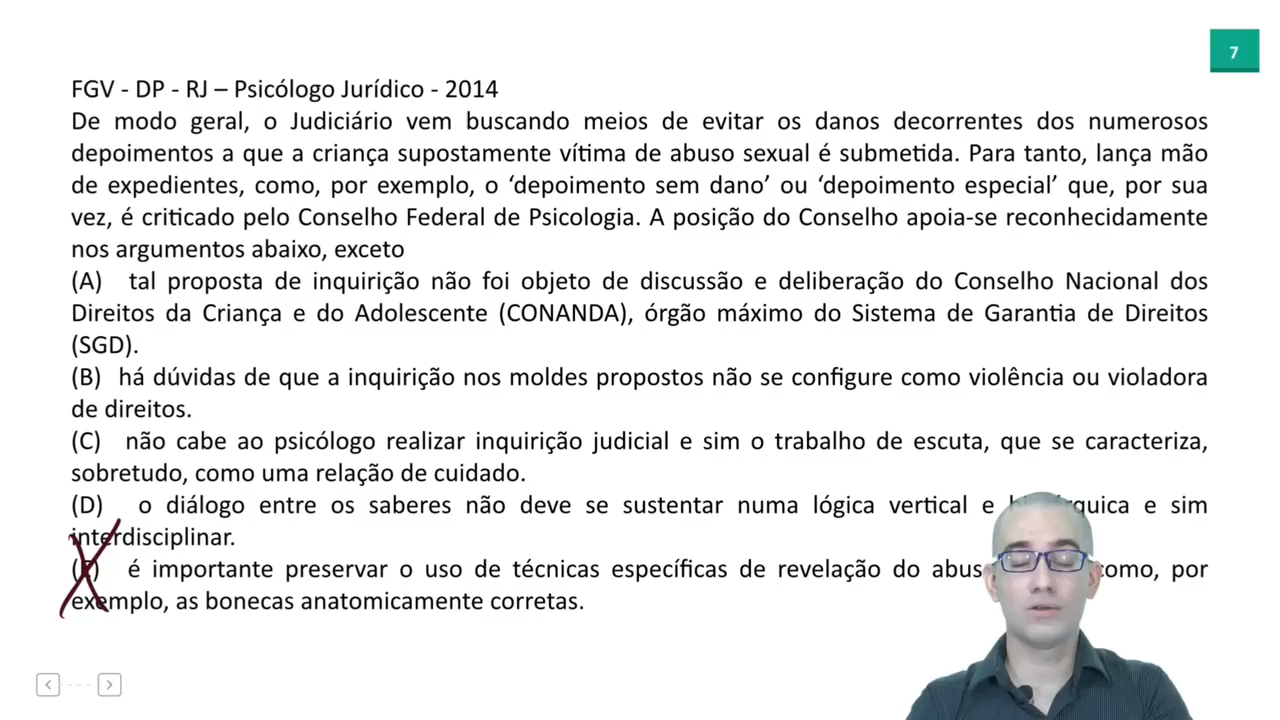 7
FGV - DP - RJ – Psicólogo Jurídico - 2014
De modo geral, o Judiciário vem buscando meios de evitar os danos decorrentes dos numerosos
depoimentos a que a criança supostamente vítima de abuso sexual é submetida. Para tanto, lança mão
de expedientes, como, por exemplo, o ‘depoimento sem dano’ ou ‘depoimento especial’ que, por sua
vez, é criticado pelo Conselho Federal de Psicologia. A posição do Conselho apoia-se reconhecidamente
nos argumentos abaixo, exceto
(A) tal proposta de inquirição não foi objeto de discussão e deliberação do Conselho Nacional dos
Direitos da Criança e do Adolescente (CONANDA), órgão máximo do Sistema de Garantia de Direitos
(SGD).
(B) há dúvidas de que a inquirição nos moldes propostos não se configure como violência ou violadora
de direitos.
(C) não cabe ao psicólogo realizar inquirição judicial e sim o trabalho de escuta, que se caracteriza,
sobretudo, como uma relação de cuidado.
(D) o diálogo entre os saberes não deve se sustentar numa lógica vertical e e sim
interdisciplinar.
(E) é importante preservar o uso de técnicas específicas de revelação do como, por
exemplo, as bonecas anatomicamente corretas.